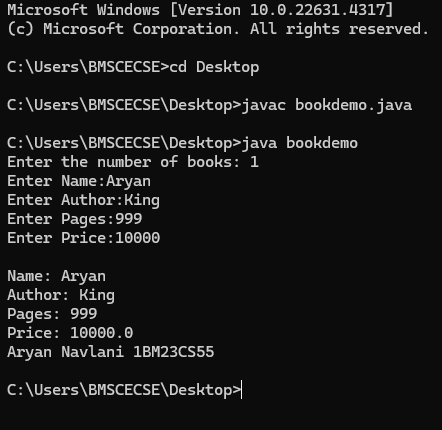 Microsoft Windows [Version 10.0.22631.4317]
(c) Microsoft Corporation. All rights reserved.
C:\Users\BMSCECSE>cd Desktop
C:\Users\BMSCECSE\Desktop>javac bookdemo.java
C:\Users\BMSCECSE\Desktop>java bookdemo
Enter the number of books: 1
Enter Name:Aryan
Enter Author:King
Enter Pages:999
Enter Price:10000
Name: Aryan
Author: King
Pages: 999
Price: 10000.0
Aryan Navlani 1BM23CS55
C:\Users\BMSCECSE\Desktop>